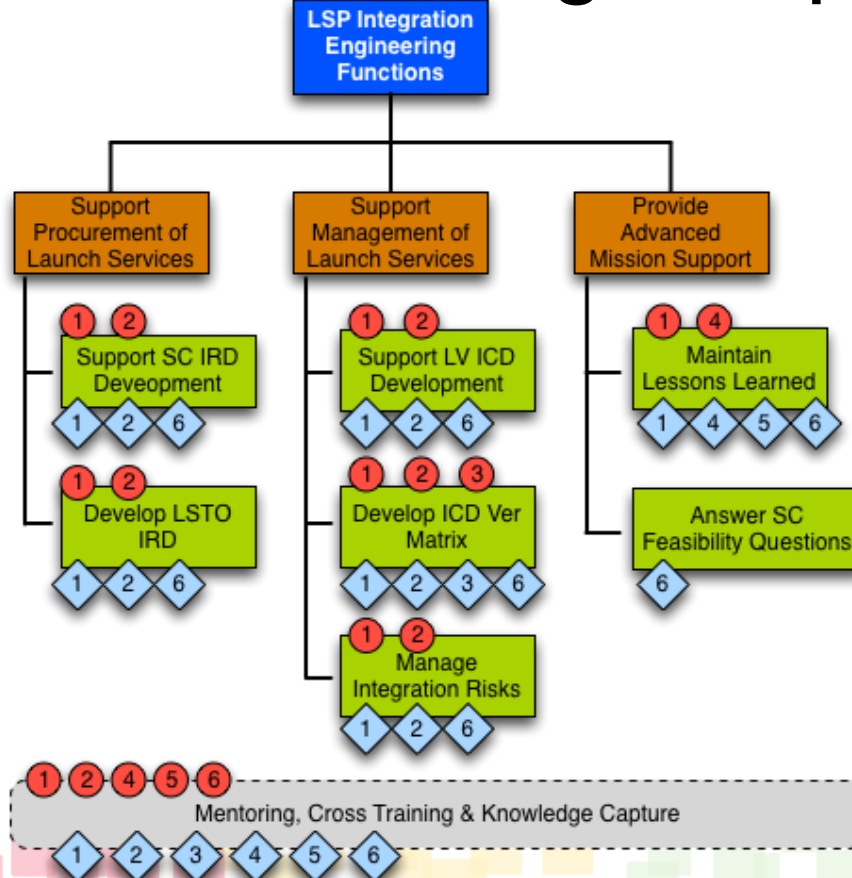 LSP Integration
Engineering
Functions
Support
Procurement of
Launch Services
Support
Management of
Launch Services
Provide
Advanced
Mission Support
1 2
Support SC IRD
Deveopment
1 2 6
1 2
Develop LSTO
IRD
1 2 6
1 2
Support LV ICD
Development
1 2 6
1 2 3
Develop ICD Ver
Matrix
1 2 3 6
1 2
Manage
Integration Risks
1 2 6
1 4
Maintain
Lessons Learned
1 4 5 6
Answer SC
Feasibility Questions
6
1 2 4 5 6
Mentoring, Cross Training & Knowledge Capture
1 2 3 4 5 6